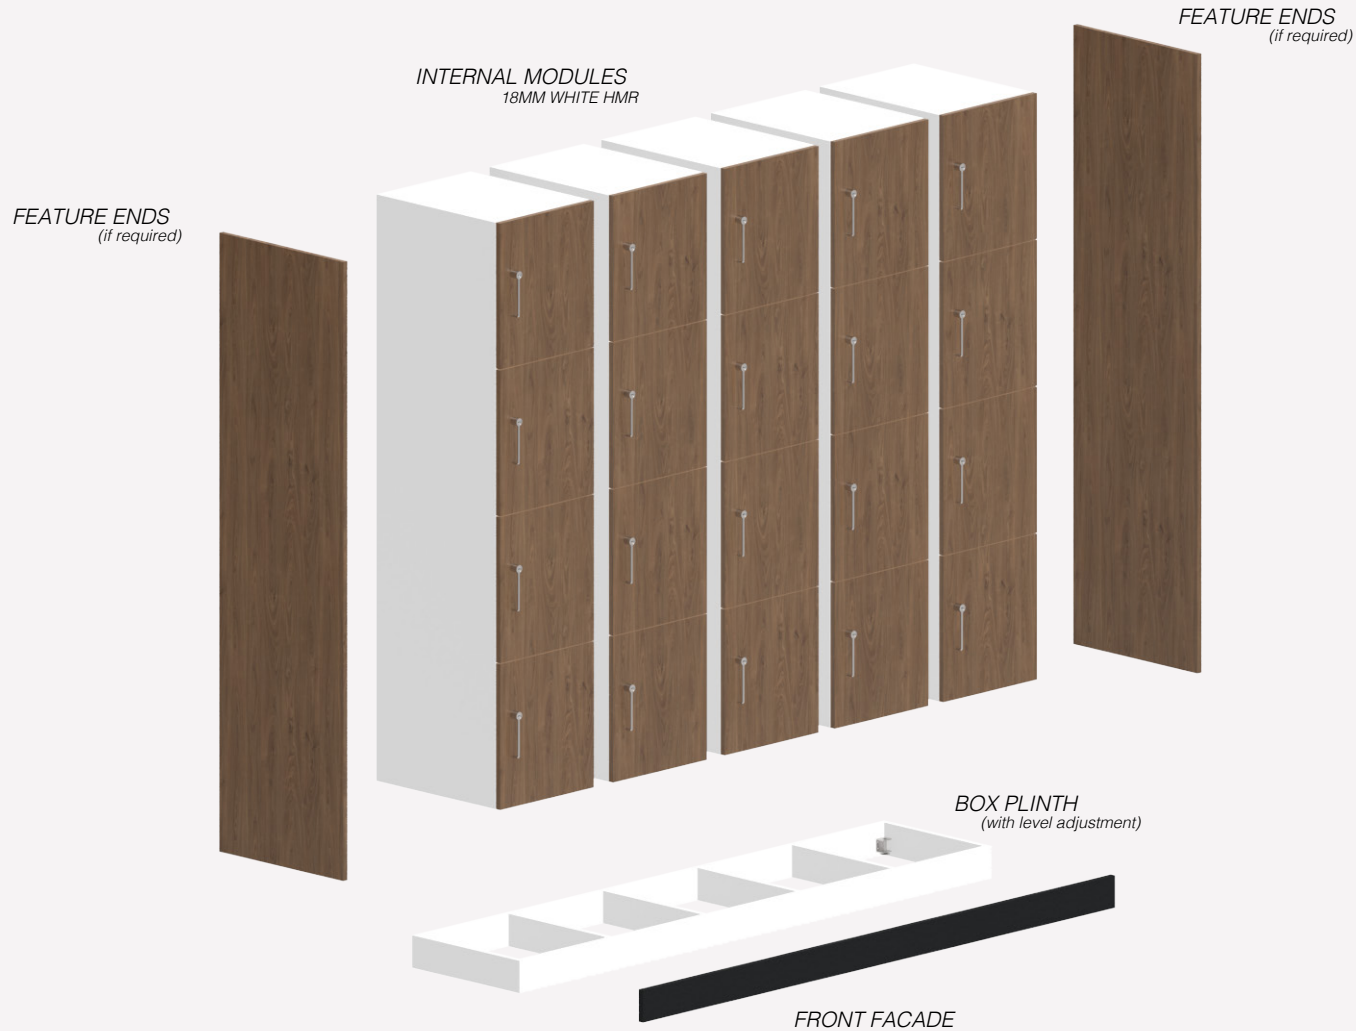 FEATURE ENDS
(if required)
INTERNAL MODULES
18MM WHITE HMR
FEATURE ENDS
(if required)
BOX PLINTH
(with level adjustment)
FRONT FACADE